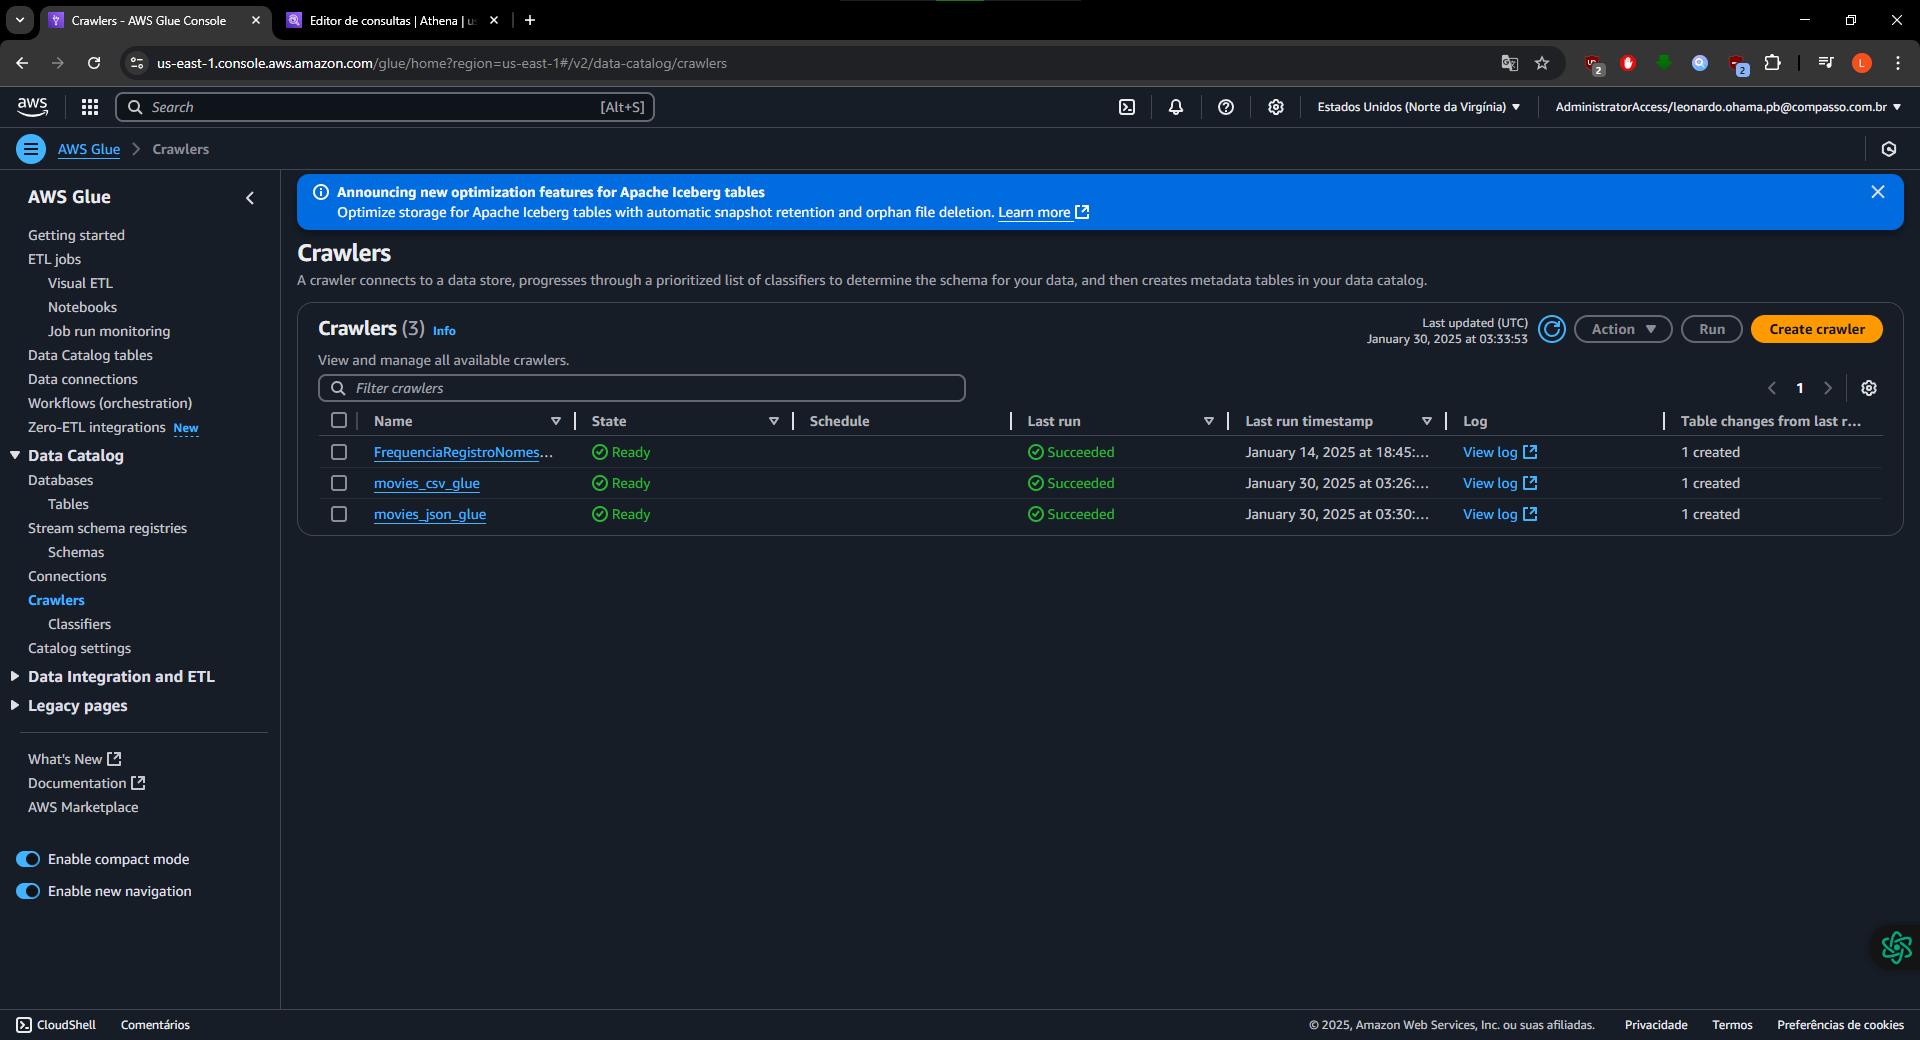 Crawlers - AWS Glue Console
Editor de consultas | Athena | us
us-east-1.console.aws.amazon.com/glue/home?region=us-east-1#/v2/data-catalog/crawlers
2
2
L
aws
Search
[Alt+S]
Estados Unidos (Norte da Virgínia)
AdministratorAccess/leonardo.ohama.pb@compasso.com.br
AWS Glue
Crawlers
AWS Glue
Getting started
ETL jobs
Visual ETL
Notebooks
Job run monitoring
Data Catalog tables
Data connections
Workflows (orchestration)
Zero-ETL integrations New
Data Catalog
Databases
Tables
Stream schema registries
Schemas
Connections
Crawlers
Classifiers
Catalog settings
Data Integration and ETL
Legacy pages
What's New
Documentation
AWS Marketplace
Enable compact mode
Enable new navigation
Announcing new optimization features for Apache Iceberg tables
Optimize storage for Apache Iceberg tables with automatic snapshot retention and orphan file deletion. Learn more
Crawlers
A crawler connects to a data store, progresses through a prioritized list of classifiers to determine the schema for your data, and then creates metadata tables in your data catalog.
Crawlers (3) Info
Last updated (UTC)
January 30, 2025 at 03:33:53
Action
Run
Create crawler
View and manage all available crawlers.
Filter crawlers
1
Name State Schedule Last run Last run timestamp Log Table changes from last r...
FrequenciaRegistroNomes... Ready Succeeded January 14, 2025 at 18:45:... View log 1 created
movies_csv_glue Ready Succeeded January 30, 2025 at 03:26:... View log 1 created
movies_json_glue Ready Succeeded January 30, 2025 at 03:30:... View log 1 created
CloudShell
Comentários
© 2025, Amazon Web Services, Inc. ou suas afiliadas.
Privacidade
Termos
Preferências de cookies